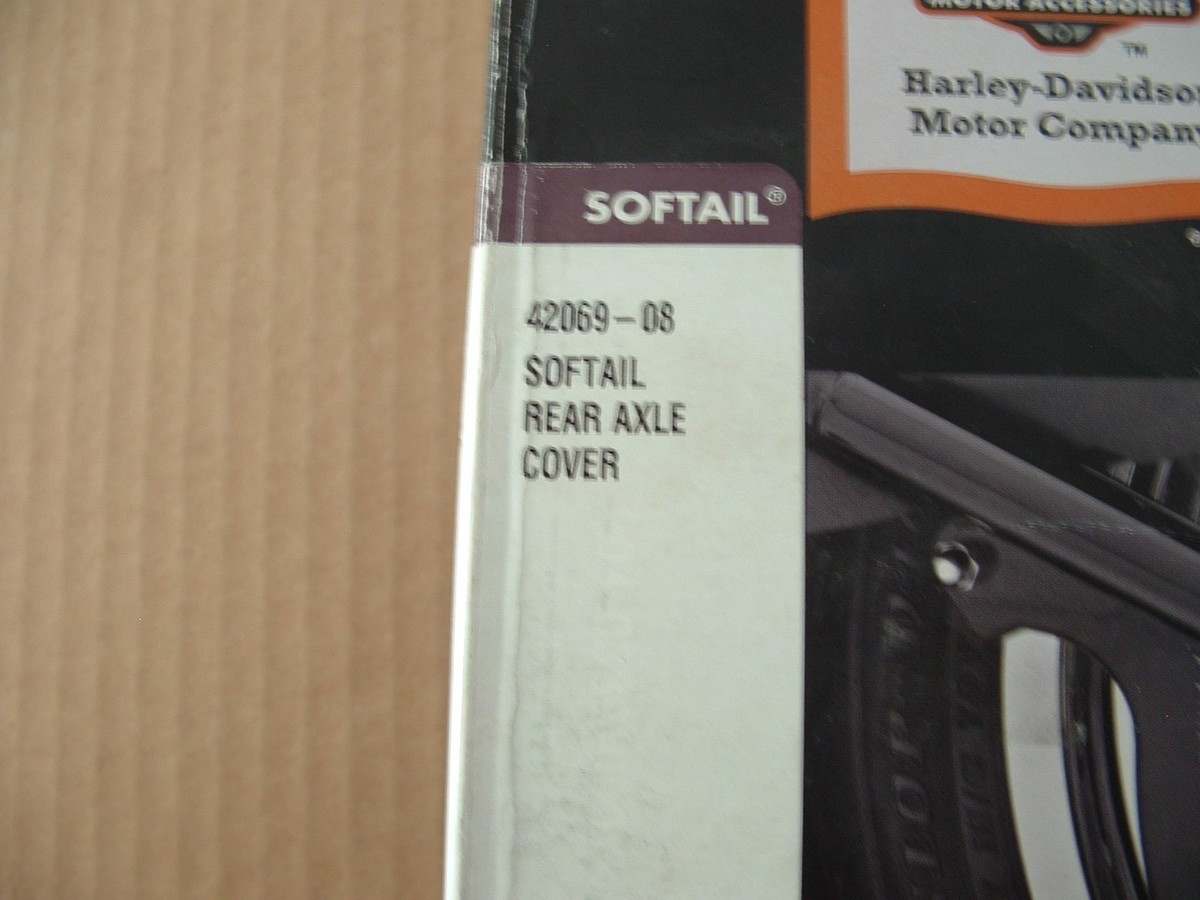 MOTOR ACCESSORIES
TM
Harley-Davidson
Motor Company
SOFTAIL®
42069-08
SOFTAIL
REAR AXLE
COVER